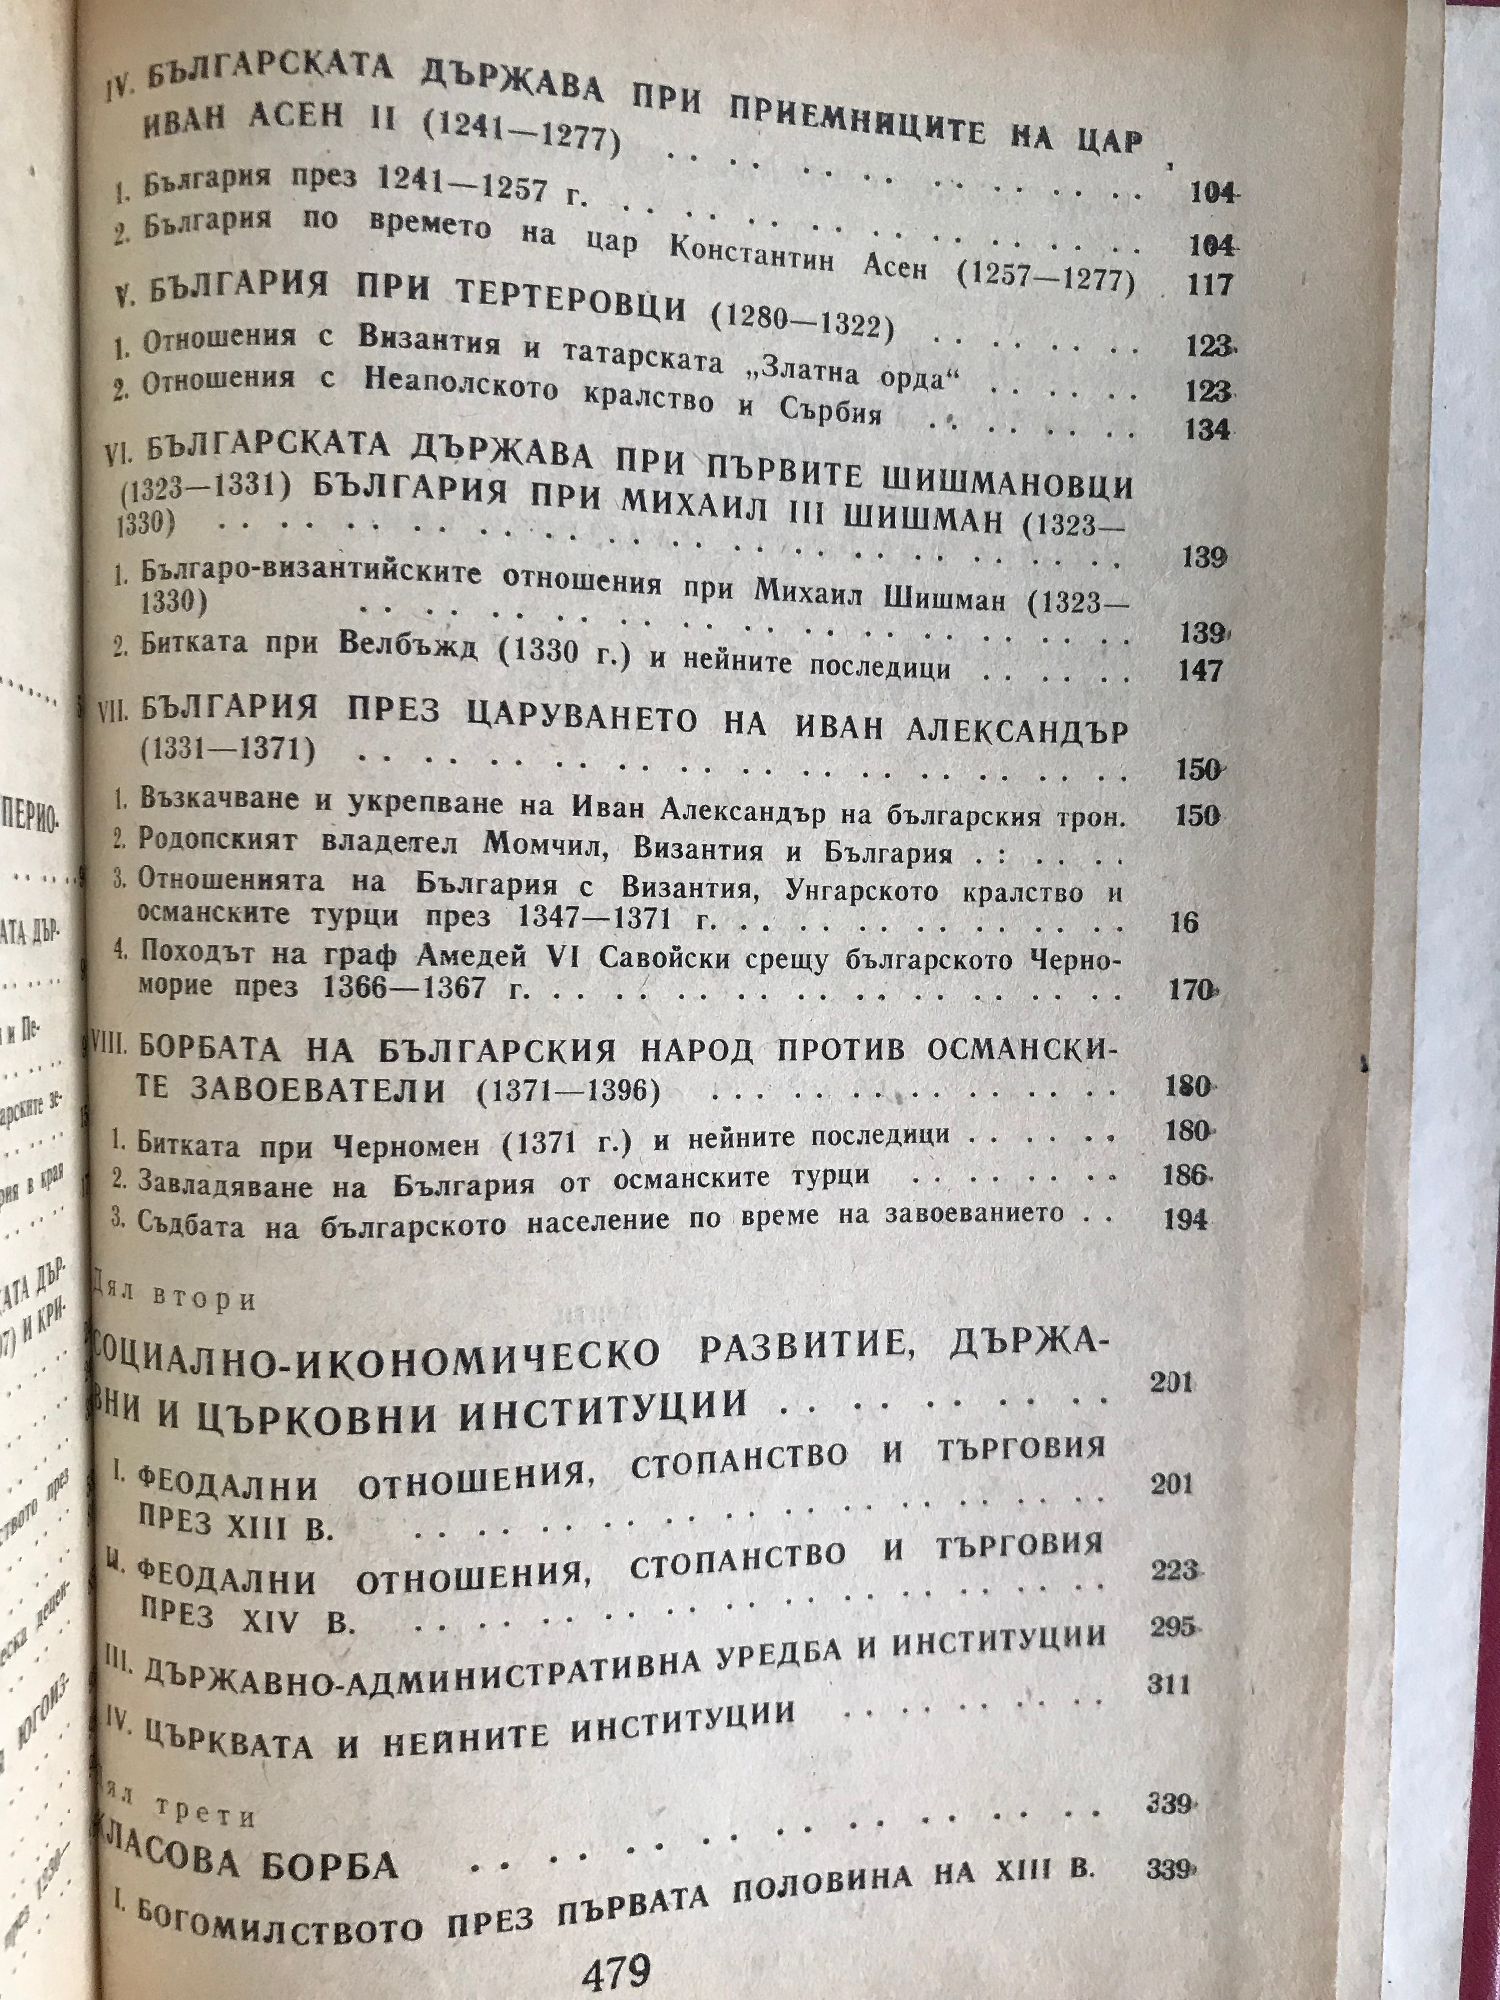 IV. БЪЛГАРСКАТА ДЪРЖАВА ПРИ ПРИЕМНИЦИТЕ НА ЦАР
ИВАН АСЕН II (1241—1277) . . . . . . . . . . . . 104
1. България през 1241—1257 г. . . . . . . . . . . . . 104
2. България по времето на цар Константин Асен (1257—1277) 117
V. БЪЛГАРИЯ ПРИ ТЕРТЕРОВЦИ (1280—1322) . . . . . . . 123
1. Отношения с Византия и татарската „Златна орда“ . . . . . 123
2. Отношения с Неаполското кралство и Сърбия . . . . . . . 134
VI. БЪЛГАРСКАТА ДЪРЖАВА ПРИ ПЪРВИТЕ ШИШМАНОВЦИ
(1323—1331) БЪЛГАРИЯ ПРИ МИХАИЛ III ШИШМАН (1323—
1330) . . . . . . . . . . . . . . . . . 139
1. Българо-византийските отношения при Михаил Шишман (1323—
1330) . . . . . . . . . . . . . 139
2. Битката при Велбъжд (1330 г.) и нейните последици . . . . . 147
VII. БЪЛГАРИЯ ПРЕЗ ЦАРУВАНЕТО НА ИВАН АЛЕКСАНДЪР
(1331—1371) . . . . . . . . . . . . . . 150
1. Възкачване и укрепване на Иван Александър на българския трон. 150
2. Родопският владетел Момчил, Византия и България . : . . . .
3. Отношенията на България с Византия, Унгарското кралство и
османските турци през 1347—1371 г. . . . . . . . . . . . . . 16
4. Походът на граф Амедей VI Савойски срещу българското Черно-
морие през 1366—1367 г. . . . . . . . . . . . . . . . . . . 170
VIII. БОРБАТА НА БЪЛГАРСКИЯ НАРОД ПРОТИВ ОСМАНСКИ-
ТЕ ЗАВОЕВАТЕЛИ (1371—1396) . . . . . . . . . . . . . 180
1. Битката при Черномен (1371 г.) и нейните последици . . . . . . 180
2. Завладяване на България от османските турци . . . . . . . 186
3. Съдбата на българското население по време на завоеванието . . 194
Дял втори
СОЦИАЛНО-ИКОНОМИЧЕСКО РАЗВИТИЕ, ДЪРЖА-
ВНИ И ЦЪРКОВНИ ИНСТИТУЦИИ . . . . . . . . . 201
I. ФЕОДАЛНИ ОТНОШЕНИЯ, СТОПАНСТВО И ТЪРГОВИЯ
ПРЕЗ XIII В. . . . . . . . . . . . . 201
II. ФЕОДАЛНИ ОТНОШЕНИЯ, СТОПАНСТВО И ТЪРГОВИЯ
ПРЕЗ XIV В. . . . . . . . . . . . . 223
III. ДЪРЖАВНО-АДМИНИСТРАТИВНА УРЕДБА И ИНСТИТУЦИИ 295
IV. ЦЪРКВАТА И НЕЙНИТЕ ИНСТИТУЦИИ . . . . . . . . 311
Дял трети
КЛАСОВА БОРБА . . . . . . . . . . . 339
I. БОГОМИЛСТВОТО ПРЕЗ ПЪРВАТА ПОЛОВИНА НА XIII В. 339
479